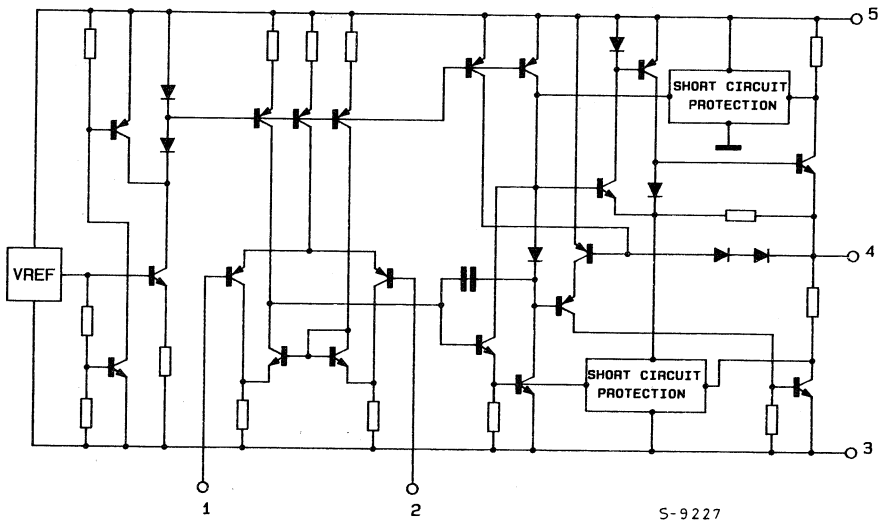 5
SHORT CIRCUIT
PROTECTION
VREF
4
SHORT CIRCUIT
PROTECTION
3
1
2
S-9227